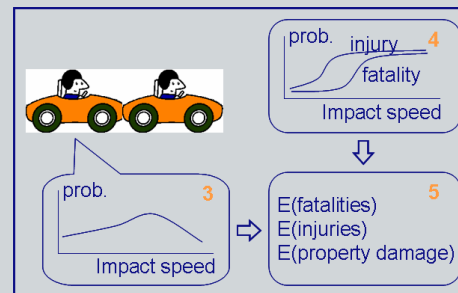 prob.
injury
4
fatality
Impact speed
prob.
3
Impact speed
5
E(fatalities)
E(injuries)
E(property damage)